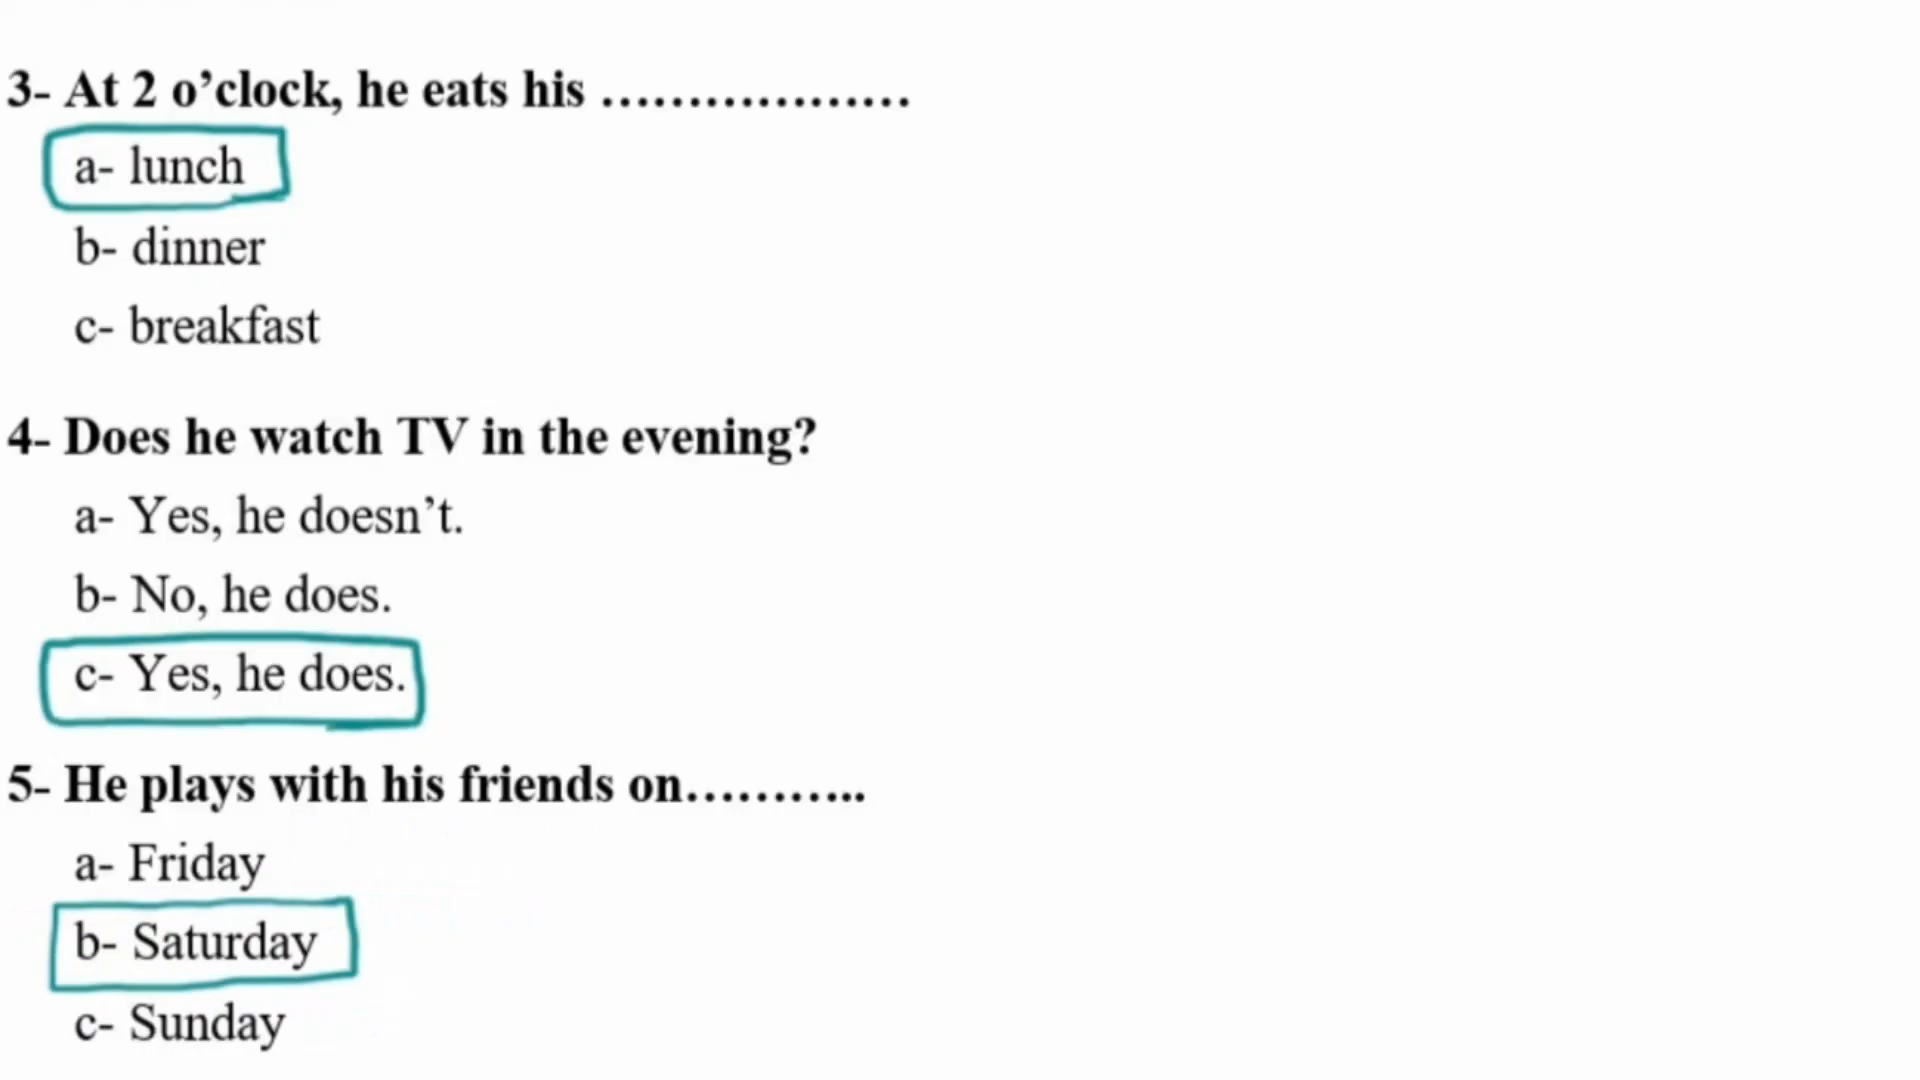 3- At 2 o’clock, he eats his ………………
a- lunch
b- dinner
c- breakfast
4- Does he watch TV in the evening?
a- Yes, he doesn’t.
b- No, he does.
c- Yes, he does.
5- He plays with his friends on………..
a- Friday
b- Saturday
c- Sunday